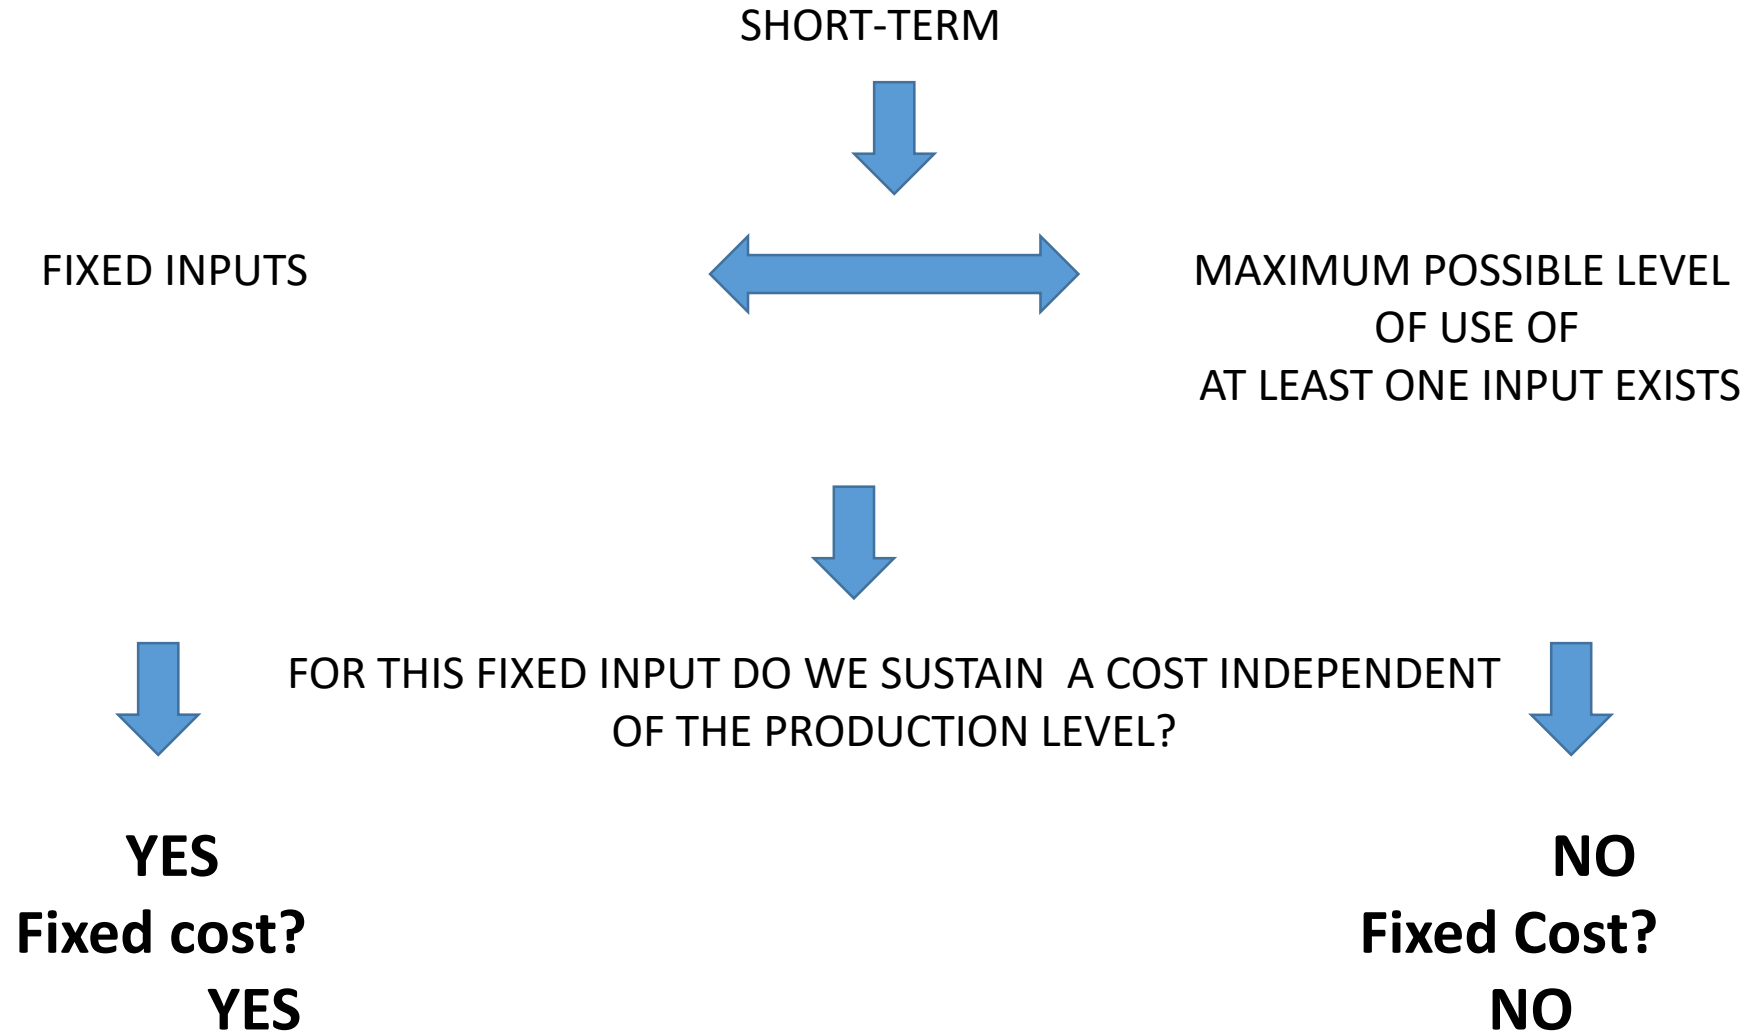 SHORT-TERM
FIXED INPUTS
MAXIMUM POSSIBLE LEVEL
OF USE OF
AT LEAST ONE INPUT EXISTS
FOR THIS FIXED INPUT DO WE SUSTAIN A COST INDEPENDENT
OF THE PRODUCTION LEVEL?
YES
Fixed cost?
YES
NO
Fixed Cost?
NO